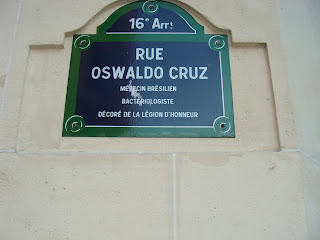 16e Arrt
RUE
OSWALDO CRUZ
MÉDECIN BRÉSILIEN
BACTÉRIOLOGISTE
DÉCORÉ DE LA LÉGION D'HONNEUR